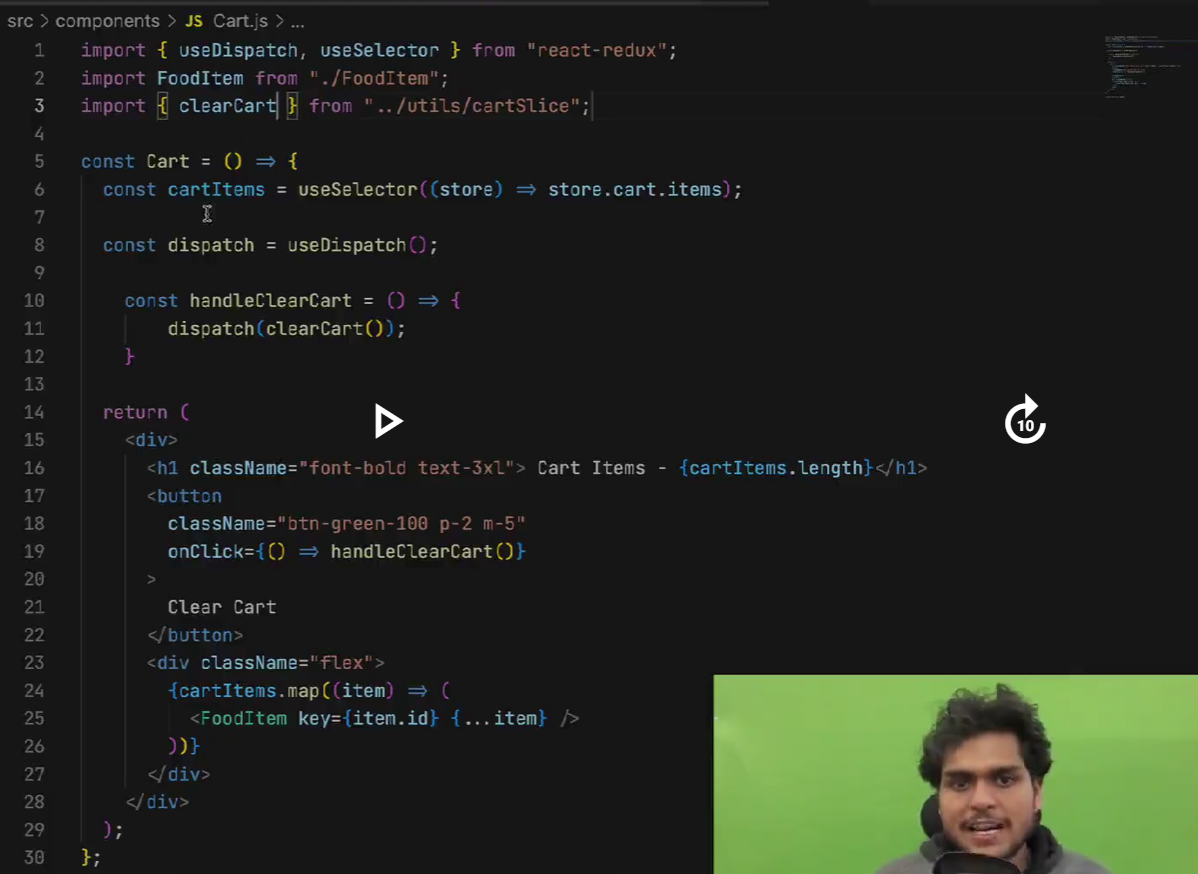 src > components > JS Cart.js > ...
1 import { useDispatch, useSelector } from "react-redux";
2 import FoodItem from "./FoodItem";
3 import { clearCart } from "../utils/cartSlice";
4
5 const Cart = () => {
6 const cartItems = useSelector((store) => store.cart.items);
7
8 const dispatch = useDispatch();
9
10 const handleClearCart = () => {
11 dispatch(clearCart());
12 }
13
14 return (
15 <div>
16 <h1 className="font-bold text-3xl"> Cart Items - {cartItems.length}</h1>
17 <button
18 className="btn-green-100 p-2 m-5"
19 onClick={() => handleClearCart()}
20 >
21 Clear Cart
22 </button>
23 <div className="flex">
24 {cartItems.map((item) => (
25 <FoodItem key={item.id} {...item} />
26 ))}
27 </div>
28 </div>
29 );
30 };
10